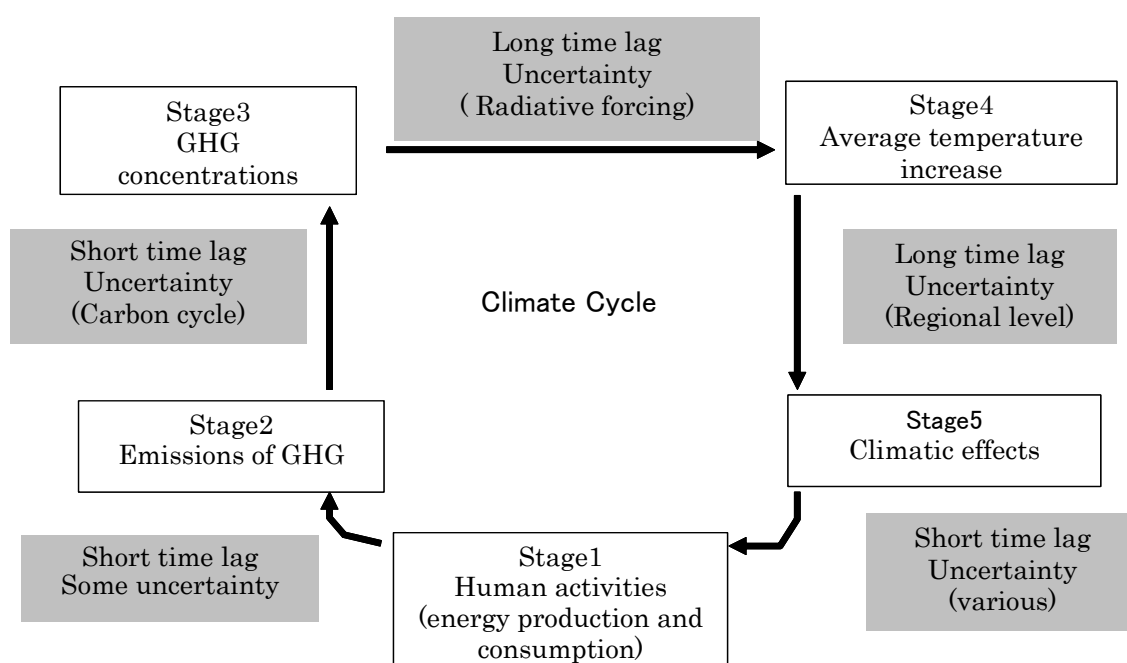 Long time lag
Uncertainty
( Radiative forcing)
Stage3
GHG
concentrations
Stage4
Average temperature
increase
Short time lag
Uncertainty
(Carbon cycle)
Climate Cycle
Long time lag
Uncertainty
(Regional level)
Stage2
Emissions of GHG
Stage5
Climatic effects
Short time lag
Some uncertainty
Stage1
Human activities
(energy production and
consumption)
Short time lag
Uncertainty
(various)